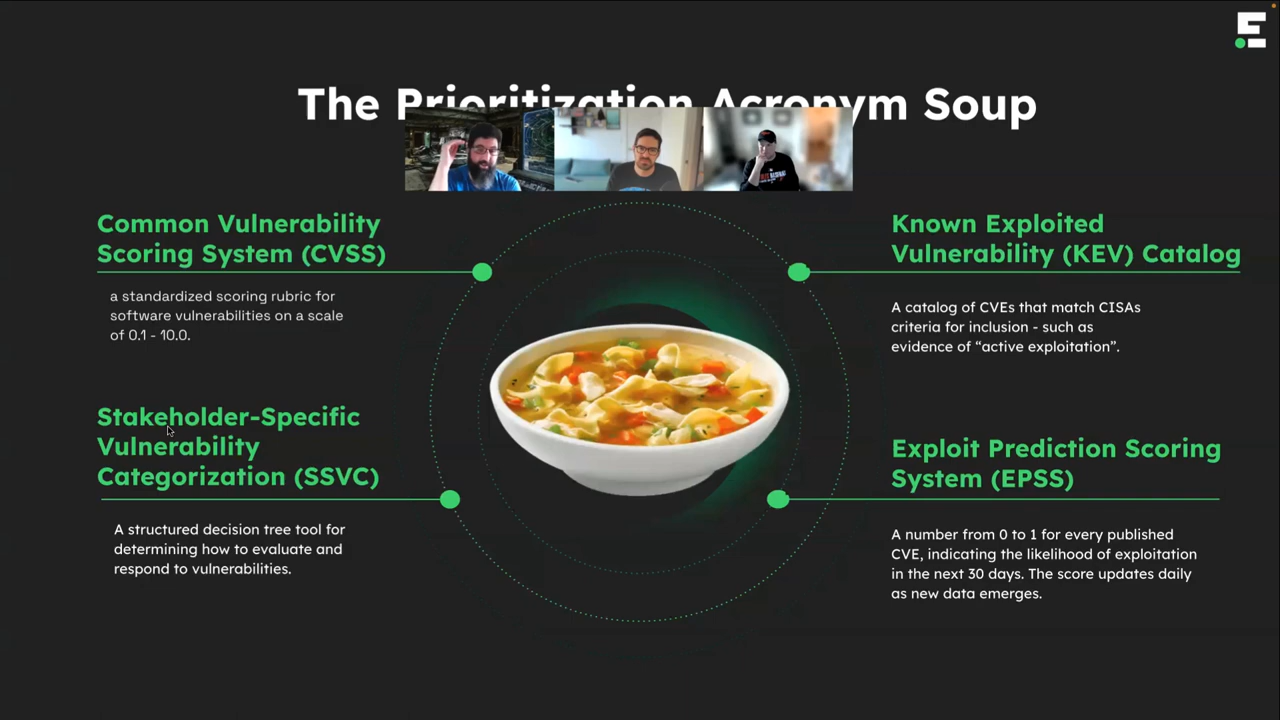 The Prioritization Acronym Soup
Common Vulnerability
Scoring System (CVSS)
a standardized scoring rubric for
software vulnerabilities on a scale
of 0.1 - 10.0.
Stakeholder-Specific
Vulnerability
Categorization (SSVC)
A structured decision tree tool for
determining how to evaluate and
respond to vulnerabilities.
Known Exploited
Vulnerability (KEV) Catalog
A catalog of CVEs that match CISAs
criteria for inclusion - such as
evidence of “active exploitation”.
Exploit Prediction Scoring
System (EPSS)
A number from 0 to 1 for every published
CVE, indicating the likelihood of exploitation
in the next 30 days. The score updates daily
as new data emerges.